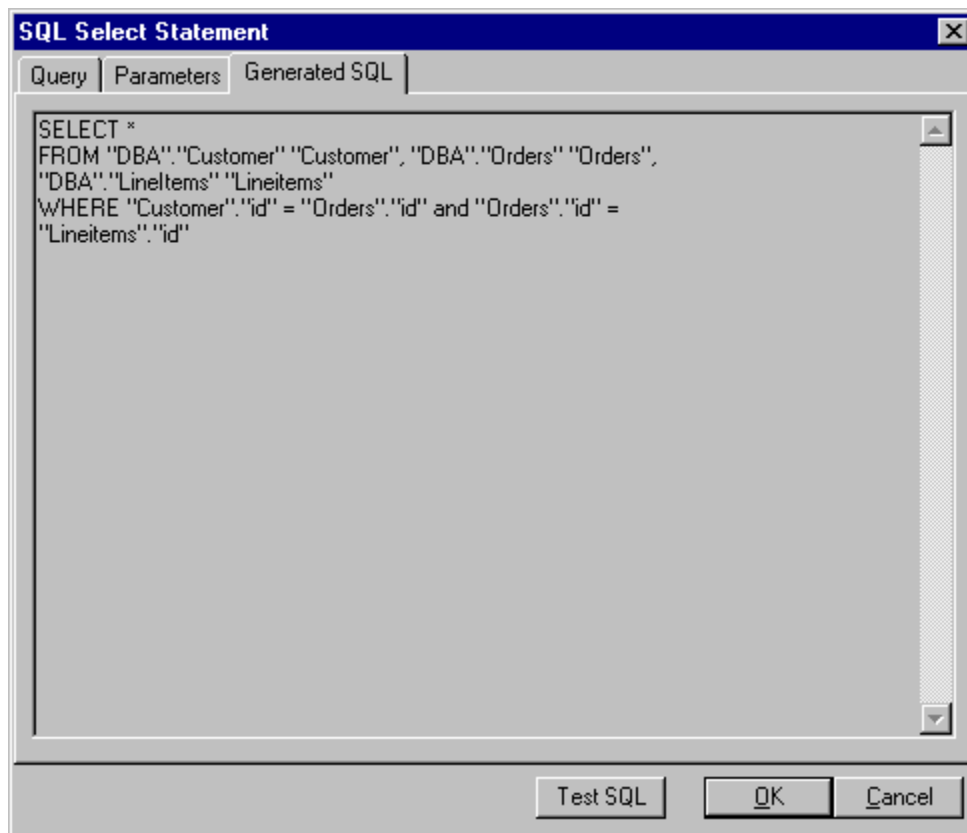 SQL Select Statement
Query Parameters Generated SQL
SELECT *
FROM "DBA"."Customer" "Customer", "DBA"."Orders" "Orders",
"DBA"."LineItems" "Lineitems"
WHERE "Customer"."id" = "Orders"."id" and "Orders"."id" =
"Lineitems"."id"
Test SQL OK Cancel